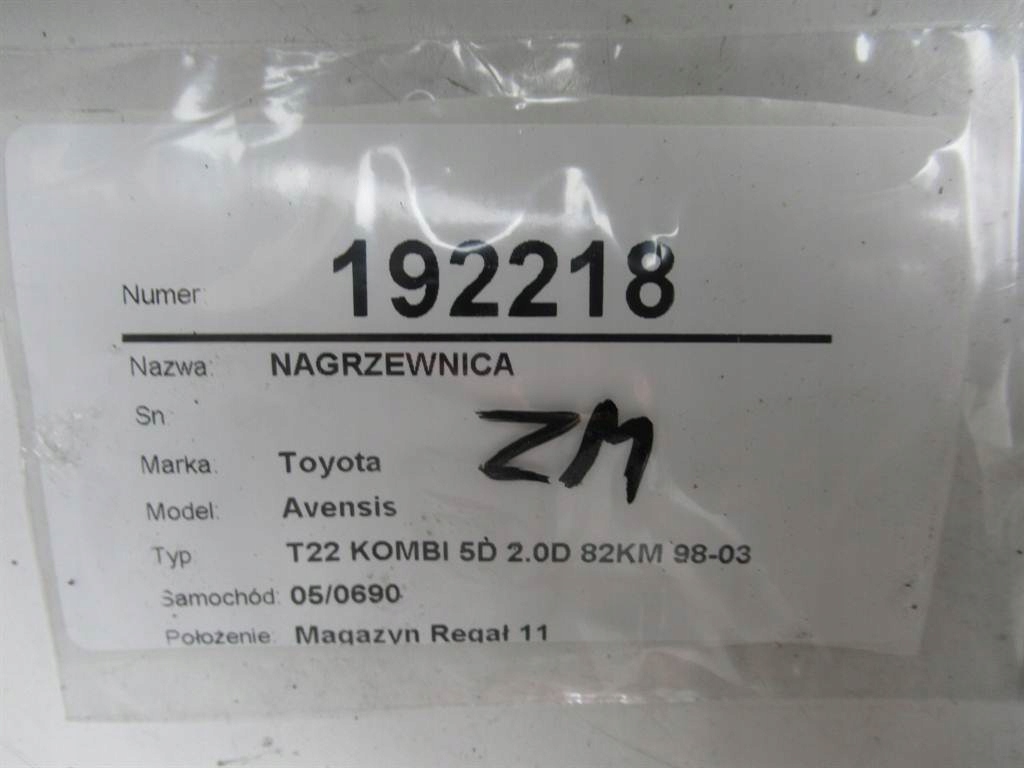 Numer: 192218
Nazwa: NAGRZEWNICA
Sn
ZM
Marka: Toyota
Model: Avensis
Typ T22 KOMBI 5D 2.0D 82KM 98-03
Samochód: 05/0690
Położenie: Magazyn Regał 11